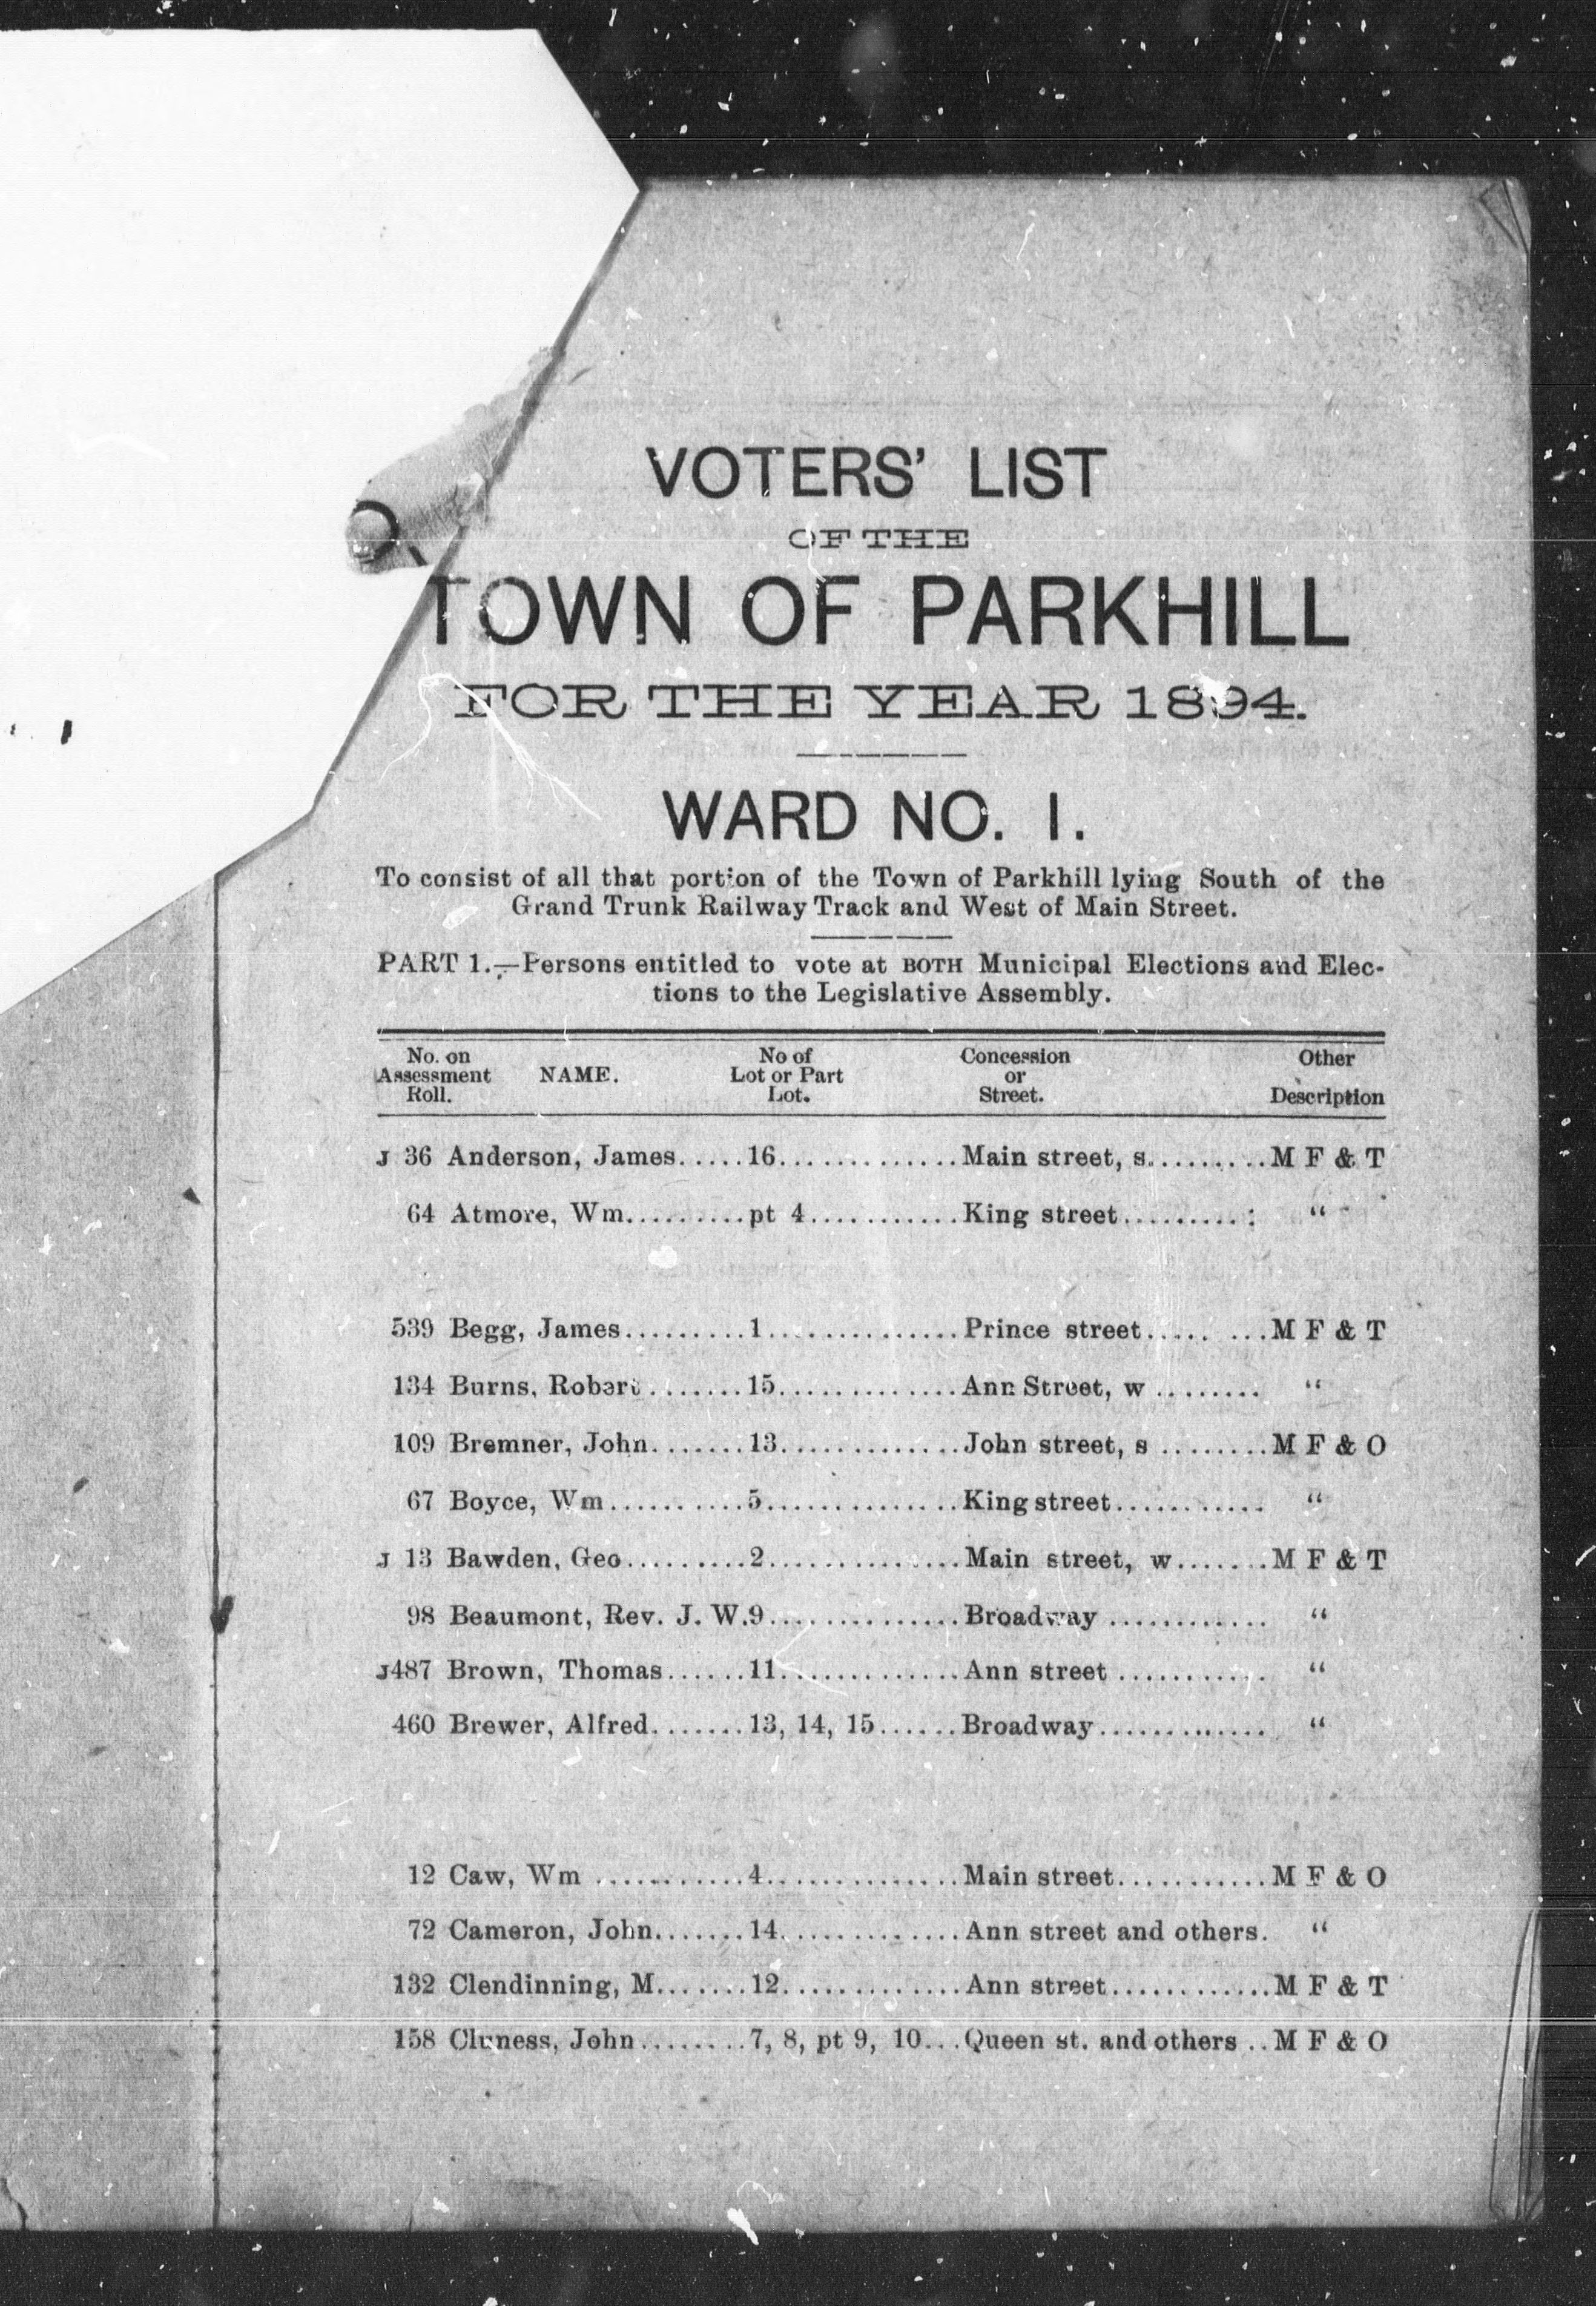 VOTERS' LIST
OF THE
TOWN OF PARKHILL
FOR THE YEAR 1894.
WARD NO. 1.
To consist of all that portion of the Town of Parkhill lying South of the
Grand Trunk Railway Track and West of Main Street.
PART 1.—Persons entitled to vote at BOTH Municipal Elections and Elec-
tions to the Legislative Assembly.
No. on Assessment Roll. NAME. No of Lot or Part Lot. Concession or Street. Other Description
J 36 Anderson, James.....16..............Main street, s.........M F & T
64 Atmore, Wm.........pt 4...........King street......... : “
539 Begg, James.........1..............Prince street..... ...M F & T
134 Burns, Robert.......15.............Ann Street, w ........ “
109 Bremner, John.......13.............John street, s ........M F & O
67 Boyce, Wm..........5..............King street........... “
J 13 Bawden, Geo.........2..............Main street, w.......M F & T
98 Beaumont, Rev. J. W.9..............Broadway ............ “
J487 Brown, Thomas......11.............Ann street ........... “
460 Brewer, Alfred.......13, 14, 15......Broadway............. “
12 Caw, Wm ...........4..............Main street...........M F & O
72 Cameron, John.......14.............Ann street and others. “
132 Clendinning, M.......12.............Ann street............M F & T
158 Cluness, John........7, 8, pt 9, 10...Queen st. and others ..M F & O